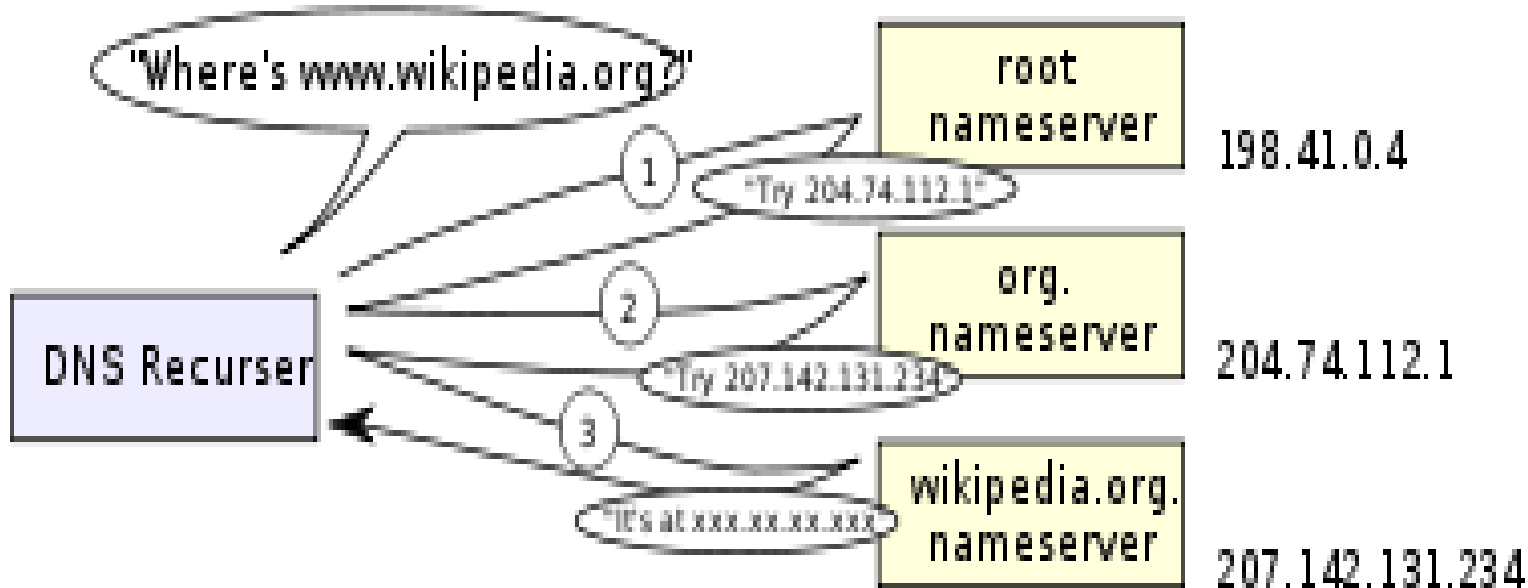 "Where's www.wikipedia.org?"
root
nameserver
198.41.0.4
1
"Try 204.74.112.1"
org.
nameserver
204.74.112.1
2
"Try 207.142.131.234"
DNS Recurser
3
wikipedia.org.
nameserver
207.142.131.234
"It's at xxx.xx.xx.xxx"